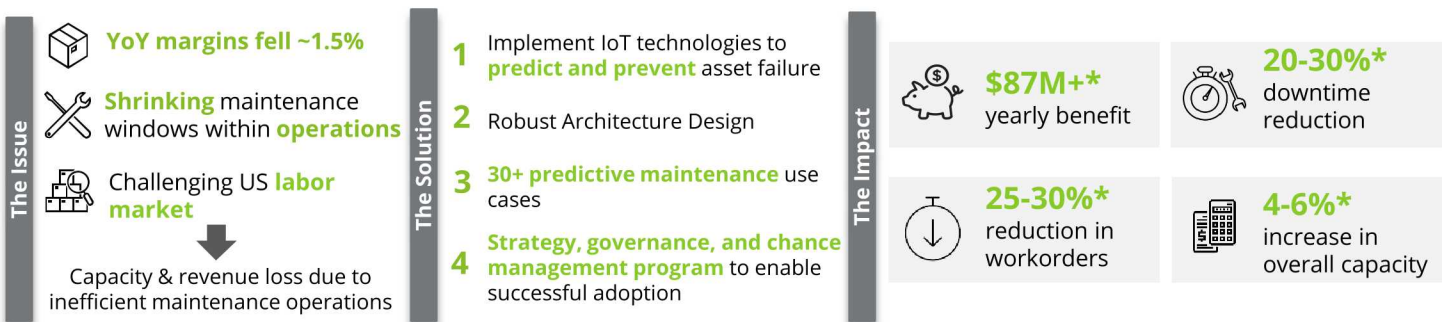 The Issue
YoY margins fell ~1.5%
Shrinking maintenance
windows within operations
Challenging US labor
market
Capacity & revenue loss due to
inefficient maintenance operations
The Solution
1
Implement IoT technologies to
predict and prevent asset failure
2
Robust Architecture Design
3
30+ predictive maintenance use
cases
4
Strategy, governance, and chance
management program to enable
successful adoption
The Impact
$87M+*
yearly benefit
20-30%*
downtime
reduction
25-30%*
reduction in
workorders
4-6%*
increase in
overall capacity